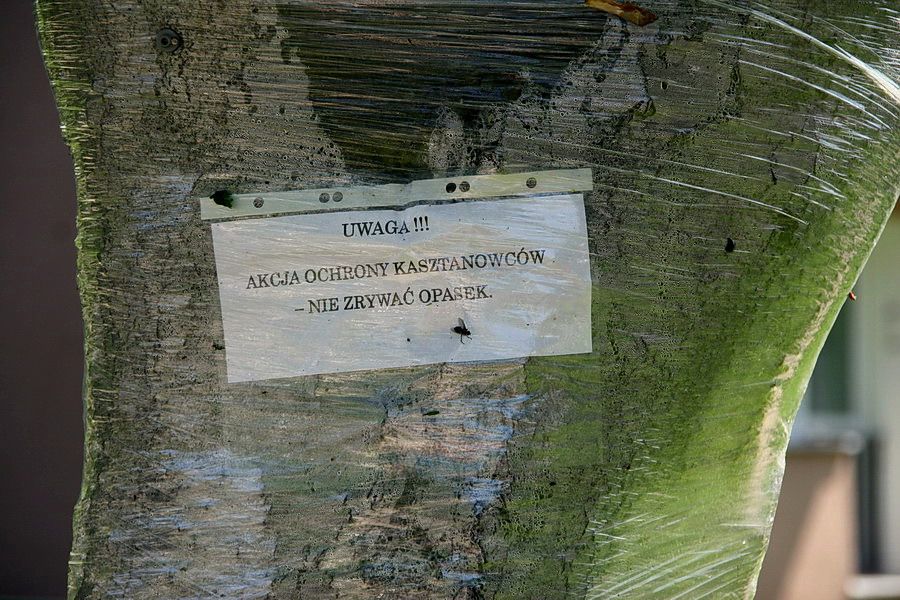 UWAGA !!!
AKCJA OCHRONY KASZTANOWCÓW
– NIE ZRYWAĆ OPASEK.